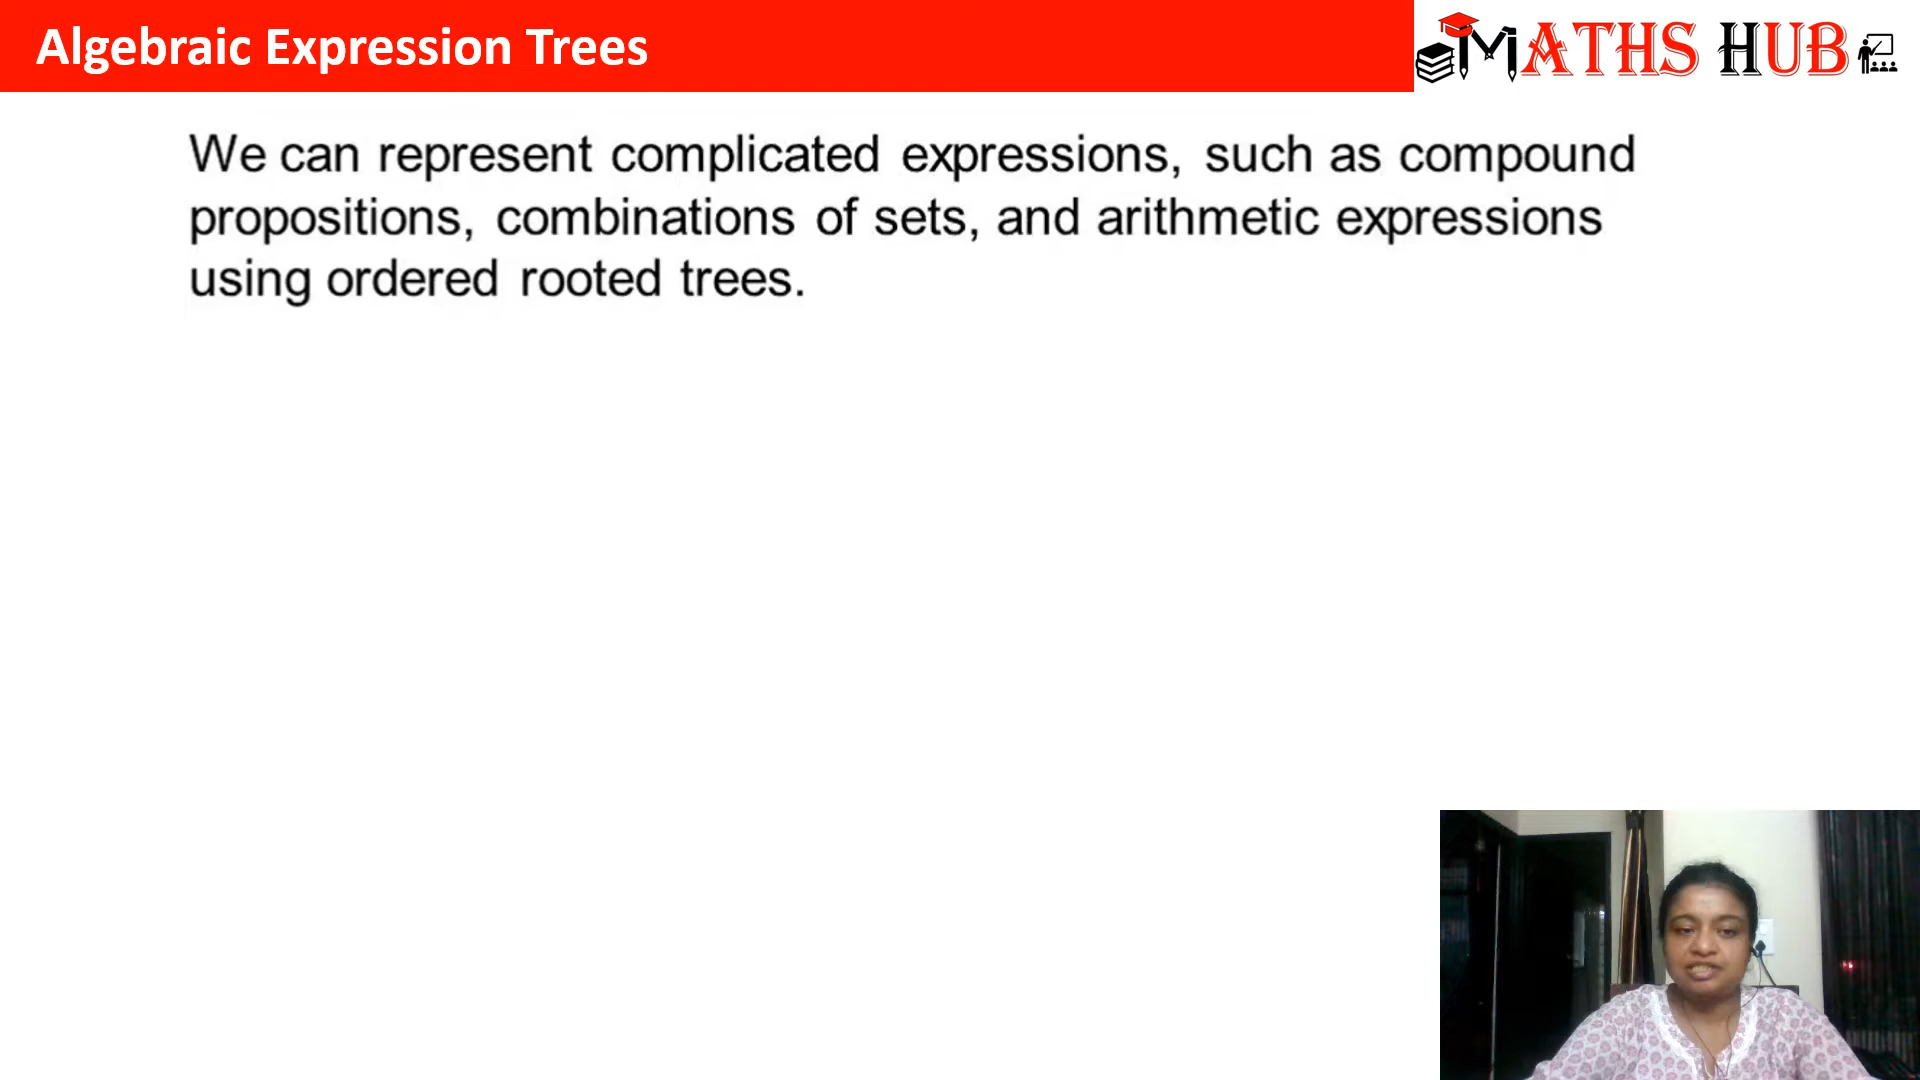 Algebraic Expression Trees
MATHS HUB
We can represent complicated expressions, such as compound
propositions, combinations of sets, and arithmetic expressions
using ordered rooted trees.